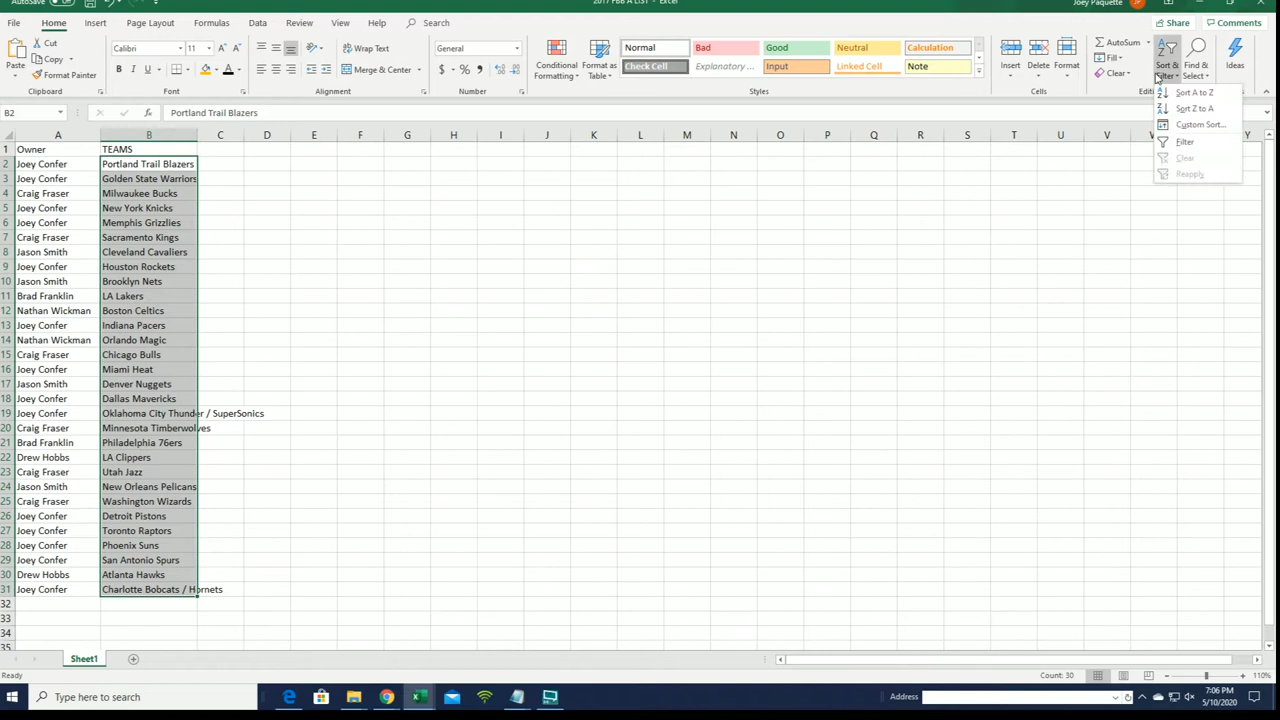 AutoSave
2017 FBB A LIST - Excel
Joey Paquette
File Home Insert Page Layout Formulas Data Review View Help Search Share Comments
Paste Cut Copy Format Painter
Calibri 11 A A Wrap Text General
B I U A Merge & Center $ % 9
Conditional Formatting Format as Table
Normal Bad Good Neutral Calculation
Check Cell Explanatory ... Input Linked Cell Note
Insert Delete Format
AutoSum Fill Clear
Sort & Filter Find & Select Ideas
Clipboard Font Alignment Number Styles Cells
Sort A to Z
Sort Z to A
Custom Sort...
Filter
Clear
Reapply
B2 fx Portland Trail Blazers
A B C D E F G H I J K L M N O P Q R S T U V W X Y
1 Owner TEAMS
2 Joey Confer Portland Trail Blazers
3 Joey Confer Golden State Warriors
4 Craig Fraser Milwaukee Bucks
5 Joey Confer New York Knicks
6 Joey Confer Memphis Grizzlies
7 Craig Fraser Sacramento Kings
8 Jason Smith Cleveland Cavaliers
9 Joey Confer Houston Rockets
10 Jason Smith Brooklyn Nets
11 Brad Franklin LA Lakers
12 Nathan Wickman Boston Celtics
13 Joey Confer Indiana Pacers
14 Nathan Wickman Orlando Magic
15 Craig Fraser Chicago Bulls
16 Joey Confer Miami Heat
17 Jason Smith Denver Nuggets
18 Joey Confer Dallas Mavericks
19 Joey Confer Oklahoma City Thunder / SuperSonics
20 Craig Fraser Minnesota Timberwolves
21 Brad Franklin Philadelphia 76ers
22 Drew Hobbs LA Clippers
23 Craig Fraser Utah Jazz
24 Jason Smith New Orleans Pelicans
25 Craig Fraser Washington Wizards
26 Joey Confer Detroit Pistons
27 Joey Confer Toronto Raptors
28 Joey Confer Phoenix Suns
29 Joey Confer San Antonio Spurs
30 Drew Hobbs Atlanta Hawks
31 Joey Confer Charlotte Bobcats / Hornets
32
33
34
35
Sheet1
Ready Count: 30 110%
Type here to search Address 7:06 PM
5/10/2020